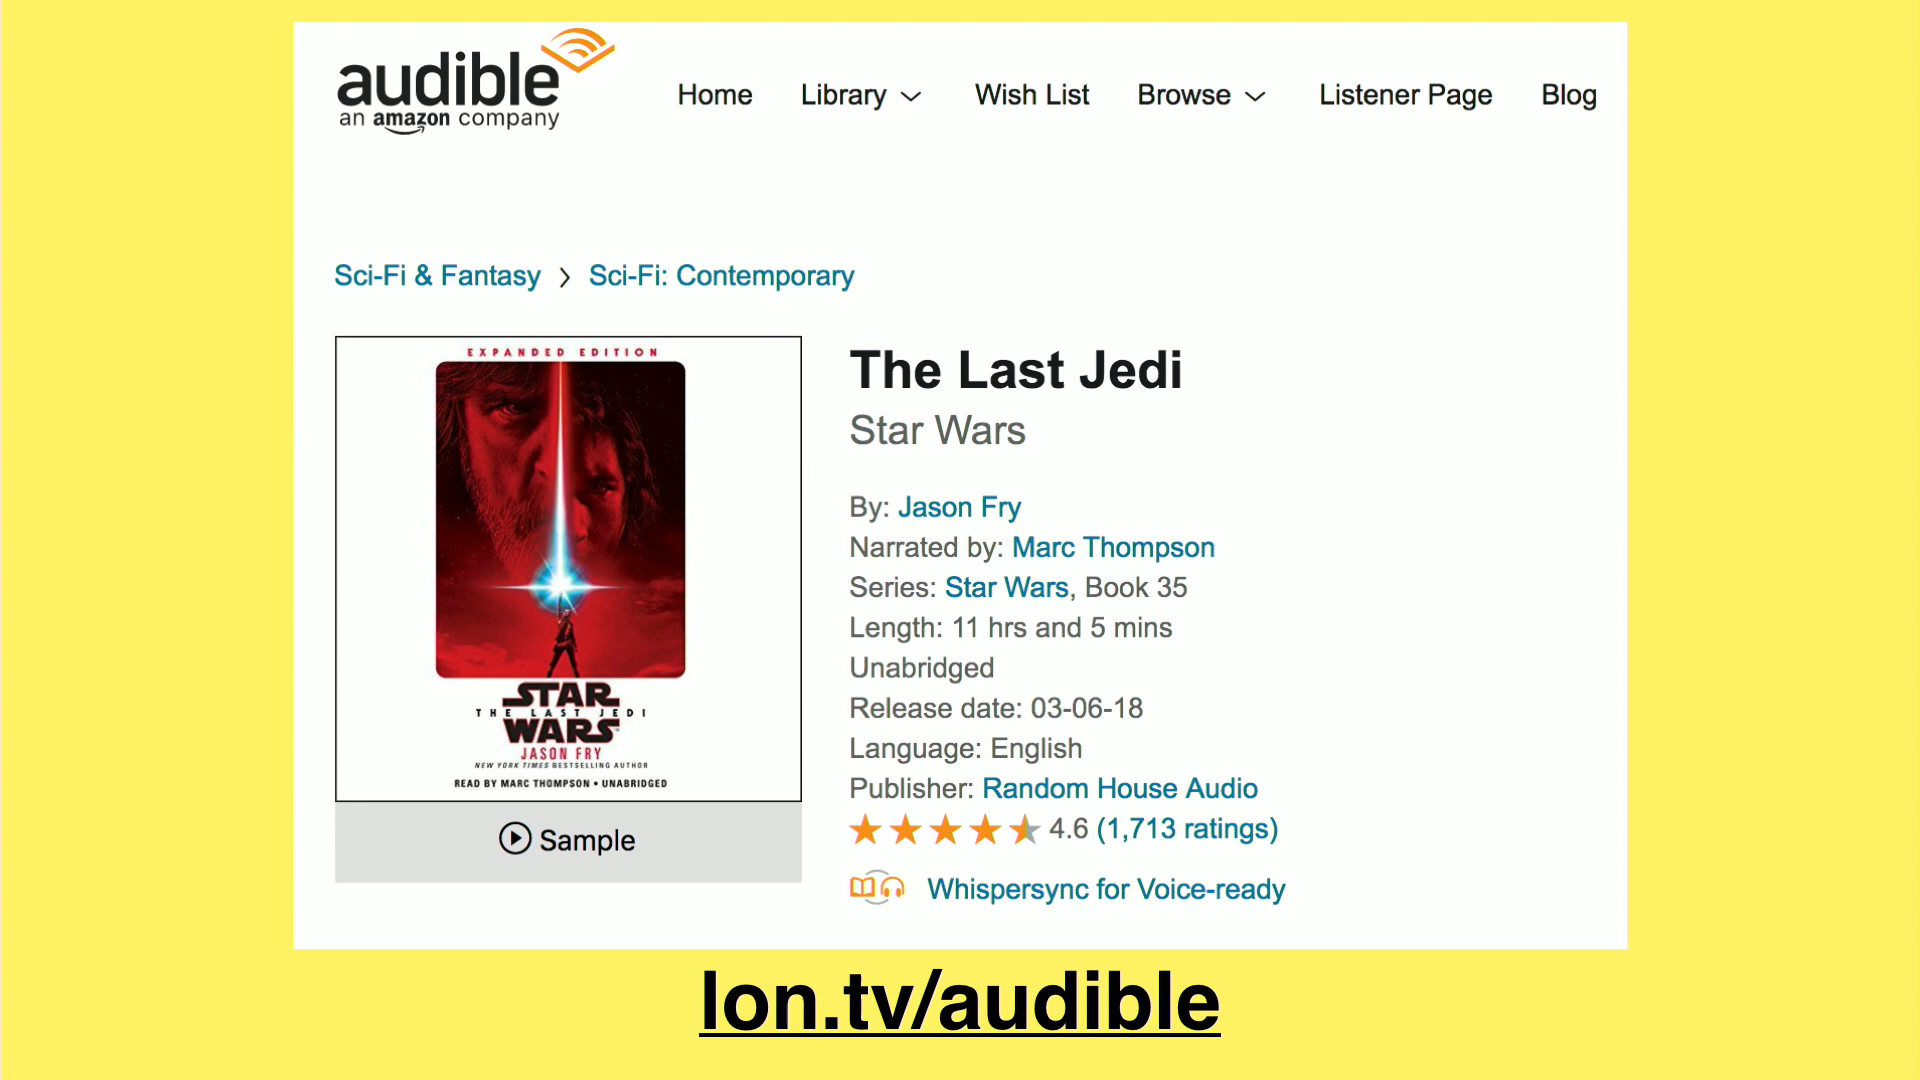 audible
an amazon company
Home Library Wish List Browse Listener Page Blog
Sci-Fi & Fantasy > Sci-Fi: Contemporary
EXPANDED EDITION
STAR
THE LAST JEDI
WARS
JASON FRY
NEW YORK TIMES BESTSELLING AUTHOR
READ BY MARC THOMPSON • UNABRIDGED
Sample
The Last Jedi
Star Wars
By: Jason Fry
Narrated by: Marc Thompson
Series: Star Wars, Book 35
Length: 11 hrs and 5 mins
Unabridged
Release date: 03-06-18
Language: English
Publisher: Random House Audio
4.6 (1,713 ratings)
Whispersync for Voice-ready
lon.tv/audible